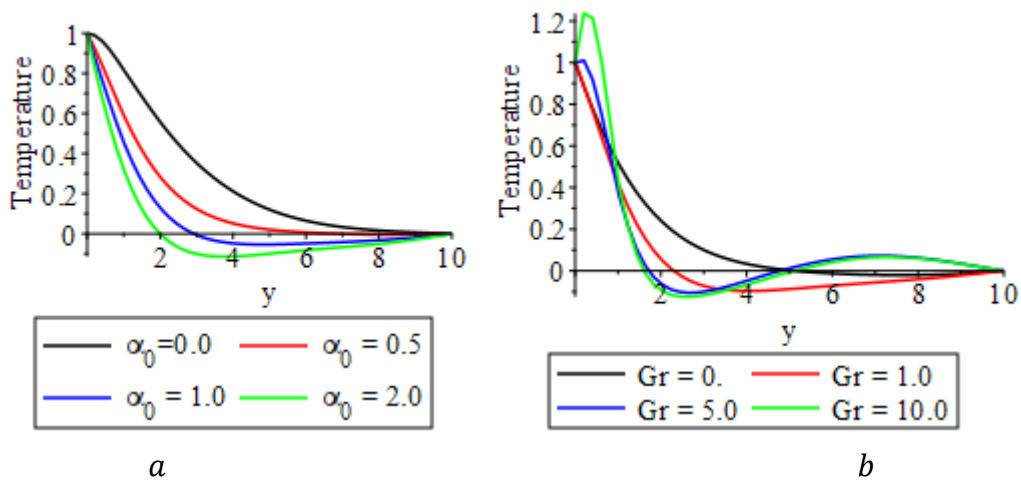 Temperature
1
0.8
0.6
0.4
0.2
0
2 4 6 8 10
y
α0=0.0 α0 = 0.5
α0 = 1.0 α0 = 2.0
a
Temperature
1.2
1
0.8
0.6
0.4
0.2
0
2 4 6 8 10
y
Gr = 0. Gr = 1.0
Gr = 5.0 Gr = 10.0
b